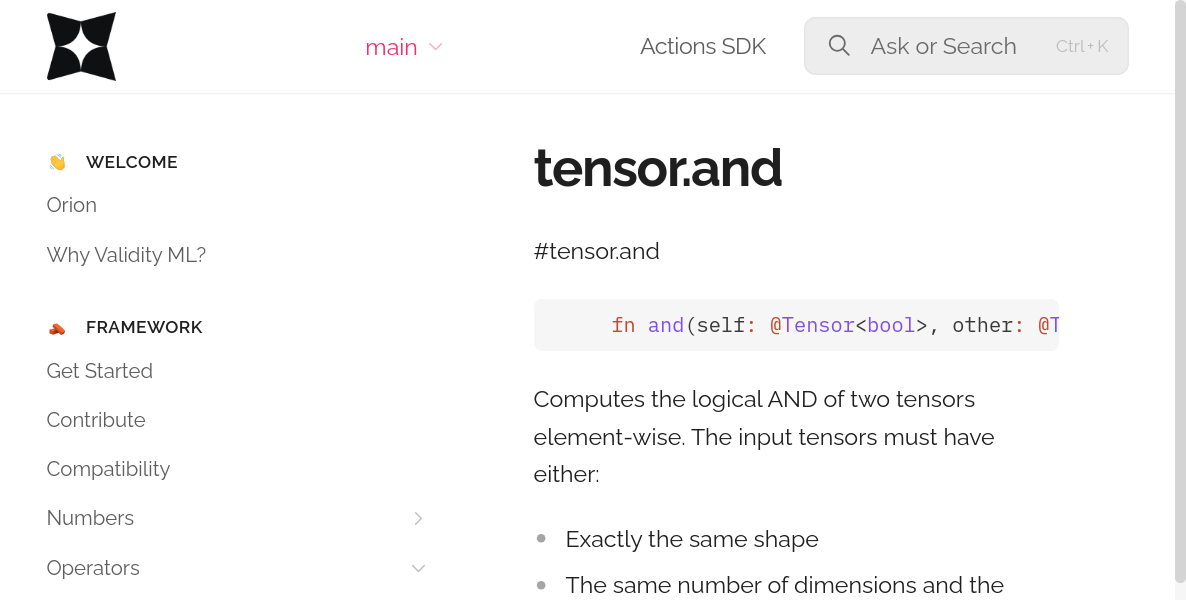 main
Actions SDK
Ask or Search
Ctrl + K
👋 WELCOME
Orion
Why Validity ML?
🧱 FRAMEWORK
Get Started
Contribute
Compatibility
Numbers
Operators
tensor.and
#tensor.and
fn and(self: @Tensor<bool>, other: @T
Computes the logical AND of two tensors
element-wise. The input tensors must have
either:
Exactly the same shape
The same number of dimensions and the